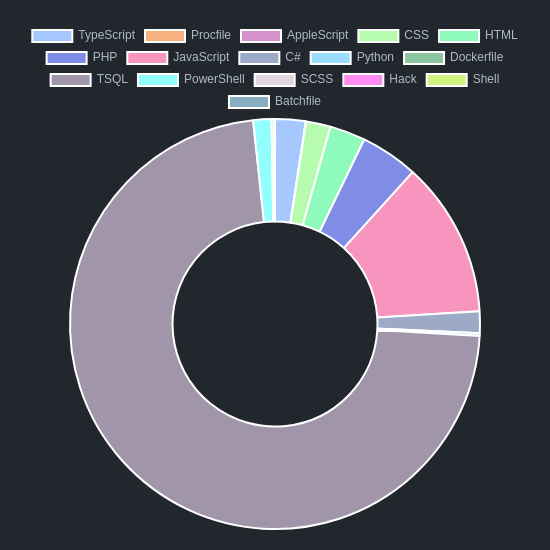 TypeScript Procfile AppleScript CSS HTML
PHP JavaScript C# Python Dockerfile
TSQL PowerShell SCSS Hack Shell
Batchfile